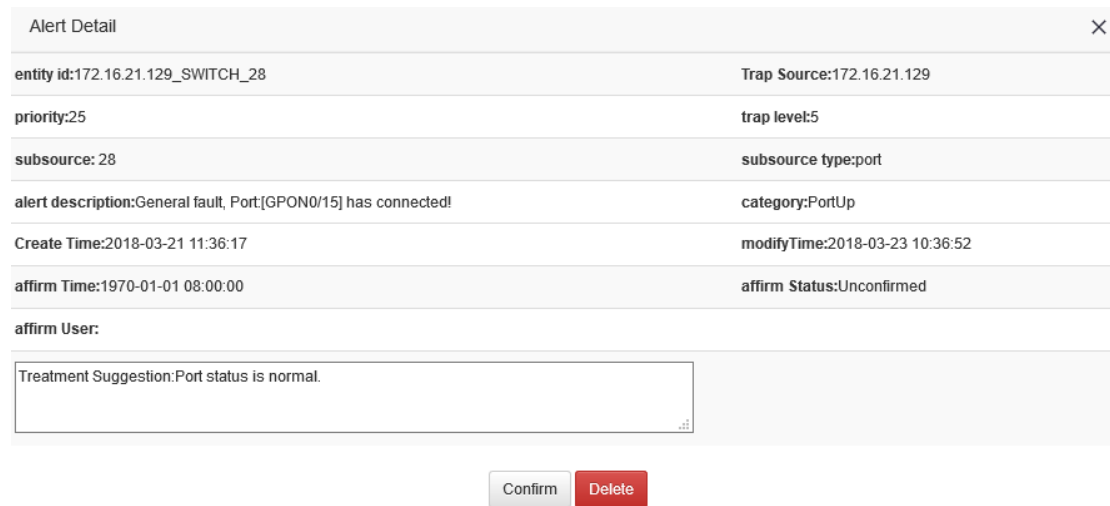 Alert Detail
entity id:172.16.21.129_SWITCH_28 Trap Source:172.16.21.129
priority:25 trap level:5
subsource: 28 subsource type:port
alert description:General fault, Port:[GPON0/15] has connected! category:PortUp
Create Time:2018-03-21 11:36:17 modifyTime:2018-03-23 10:36:52
affirm Time:1970-01-01 08:00:00 affirm Status:Unconfirmed
affirm User:
Treatment Suggestion:Port status is normal.
Confirm Delete